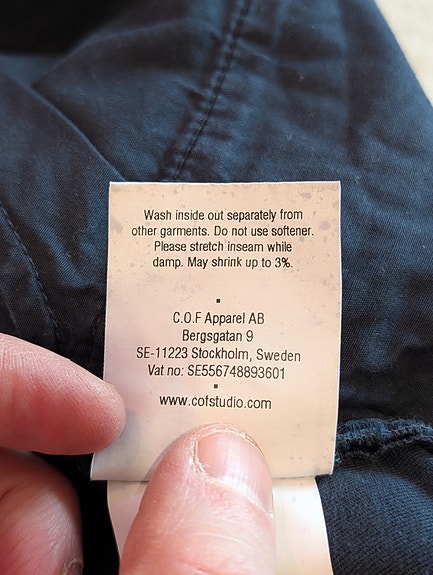 Wash inside out separately from
other garments. Do not use softener.
Please stretch inseam while
damp. May shrink up to 3%.
C.O.F Apparel AB
Bergsgatan 9
SE-11223 Stockholm, Sweden
Vat no: SE556748893601
www.cofstudio.com